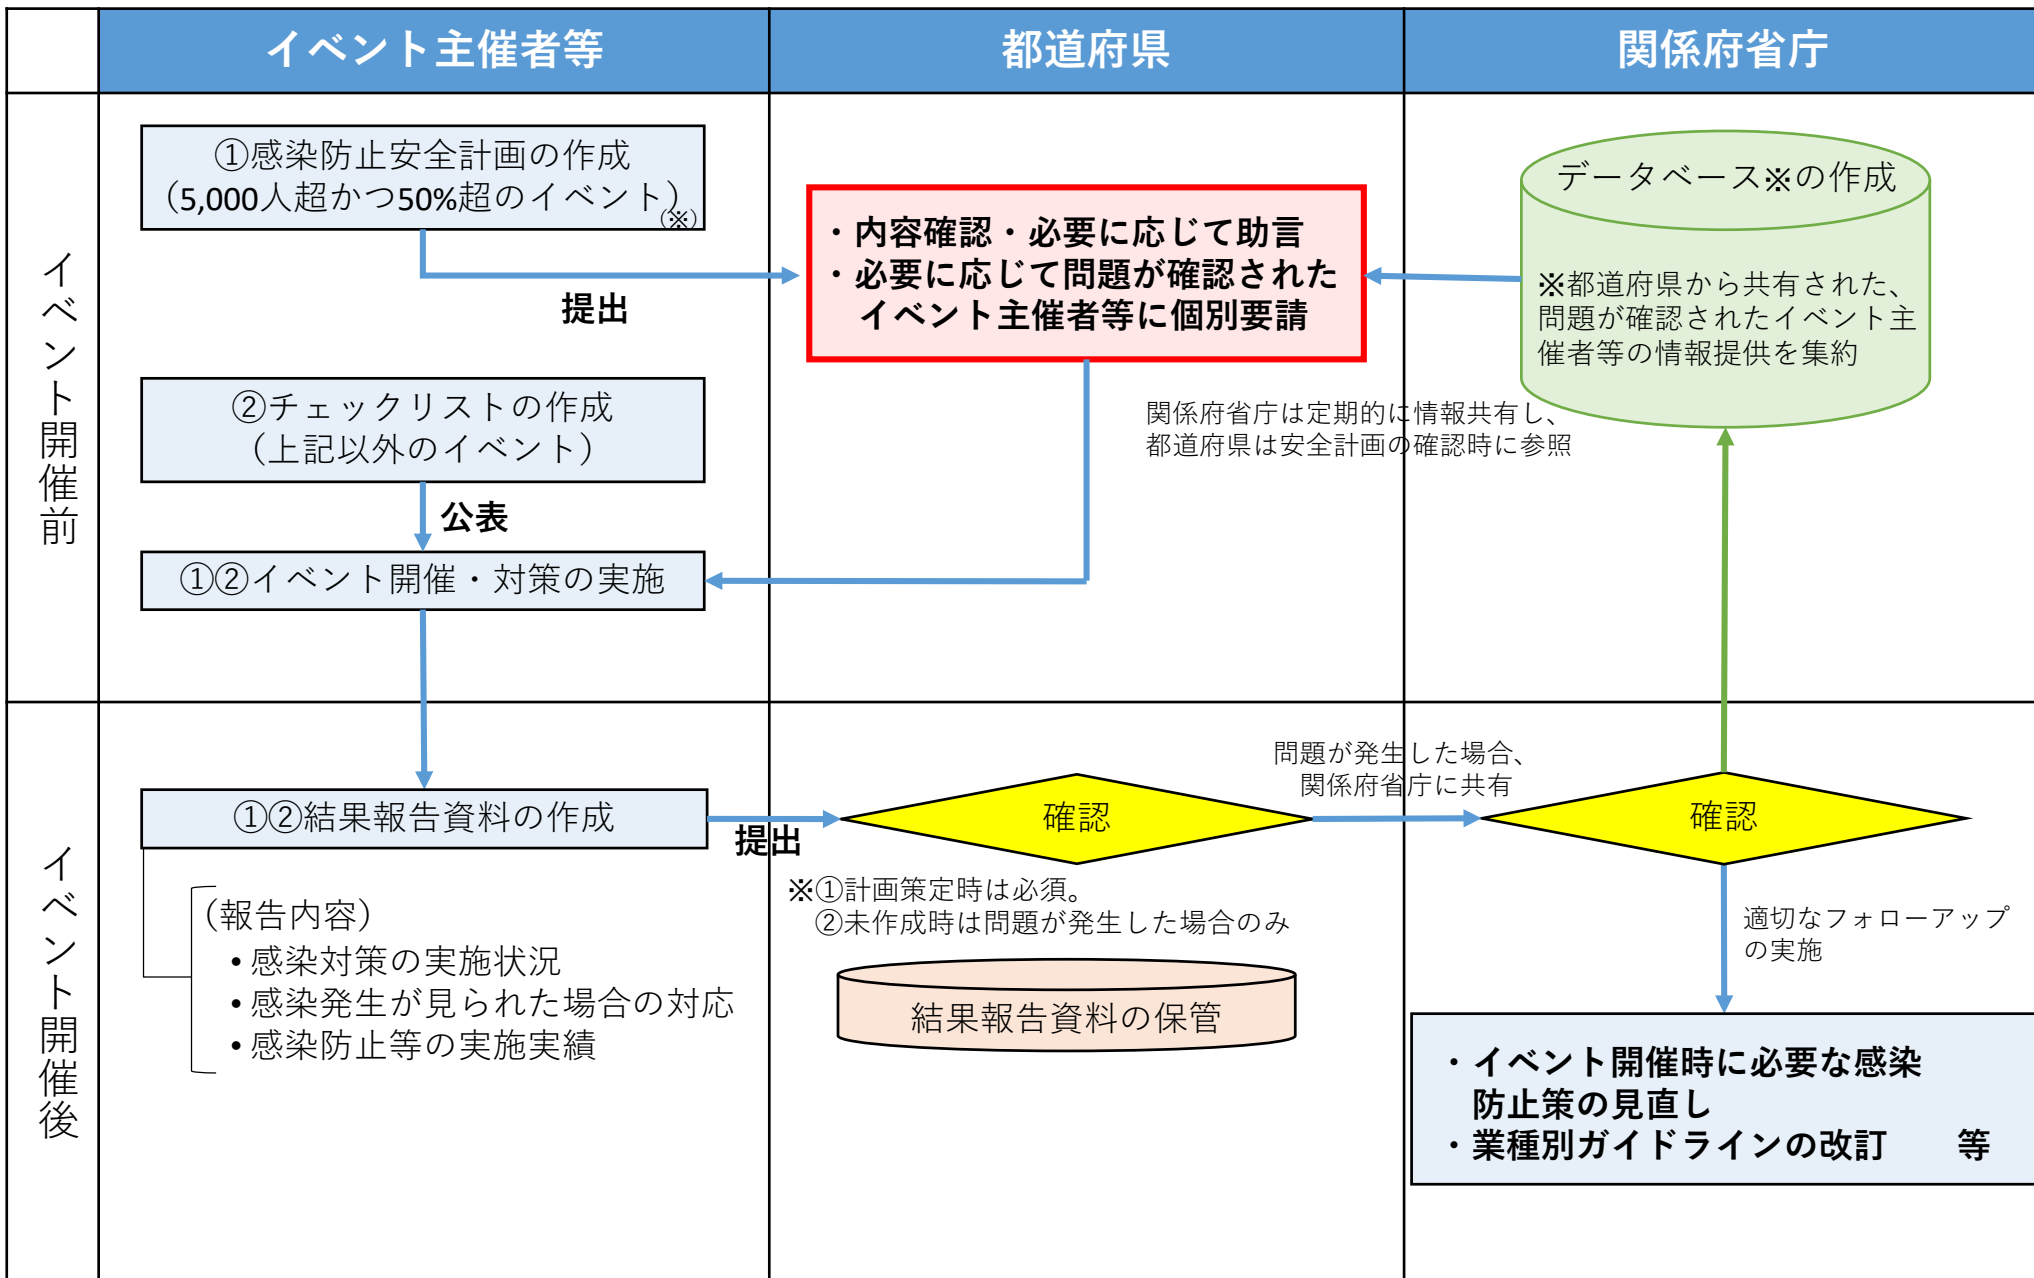 イベント主催者等
都道府県
関係府省庁
イベント開催前
①感染防止安全計画の作成
（5,000人超かつ50%超のイベント）
（※）
提出
・内容確認・必要に応じて助言
・必要に応じて問題が確認された
イベント主催者等に個別要請
データベース※の作成
※都道府県から共有された、
問題が確認されたイベント主
催者等の情報提供を集約
②チェックリストの作成
（上記以外のイベント）
関係府省庁は定期的に情報共有し、
都道府県は安全計画の確認時に参照
公表
①②イベント開催・対策の実施
イベント開催後
①②結果報告資料の作成
提出
確認
問題が発生した場合、
関係府省庁に共有
確認
（報告内容）
• 感染対策の実施状況
• 感染発生が見られた場合の対応
• 感染防止等の実施実績
※①計画策定時は必須。
②未作成時は問題が発生した場合のみ
結果報告資料の保管
適切なフォローアップ
の実施
・イベント開催時に必要な感染
防止策の見直し
・業種別ガイドラインの改訂　　等